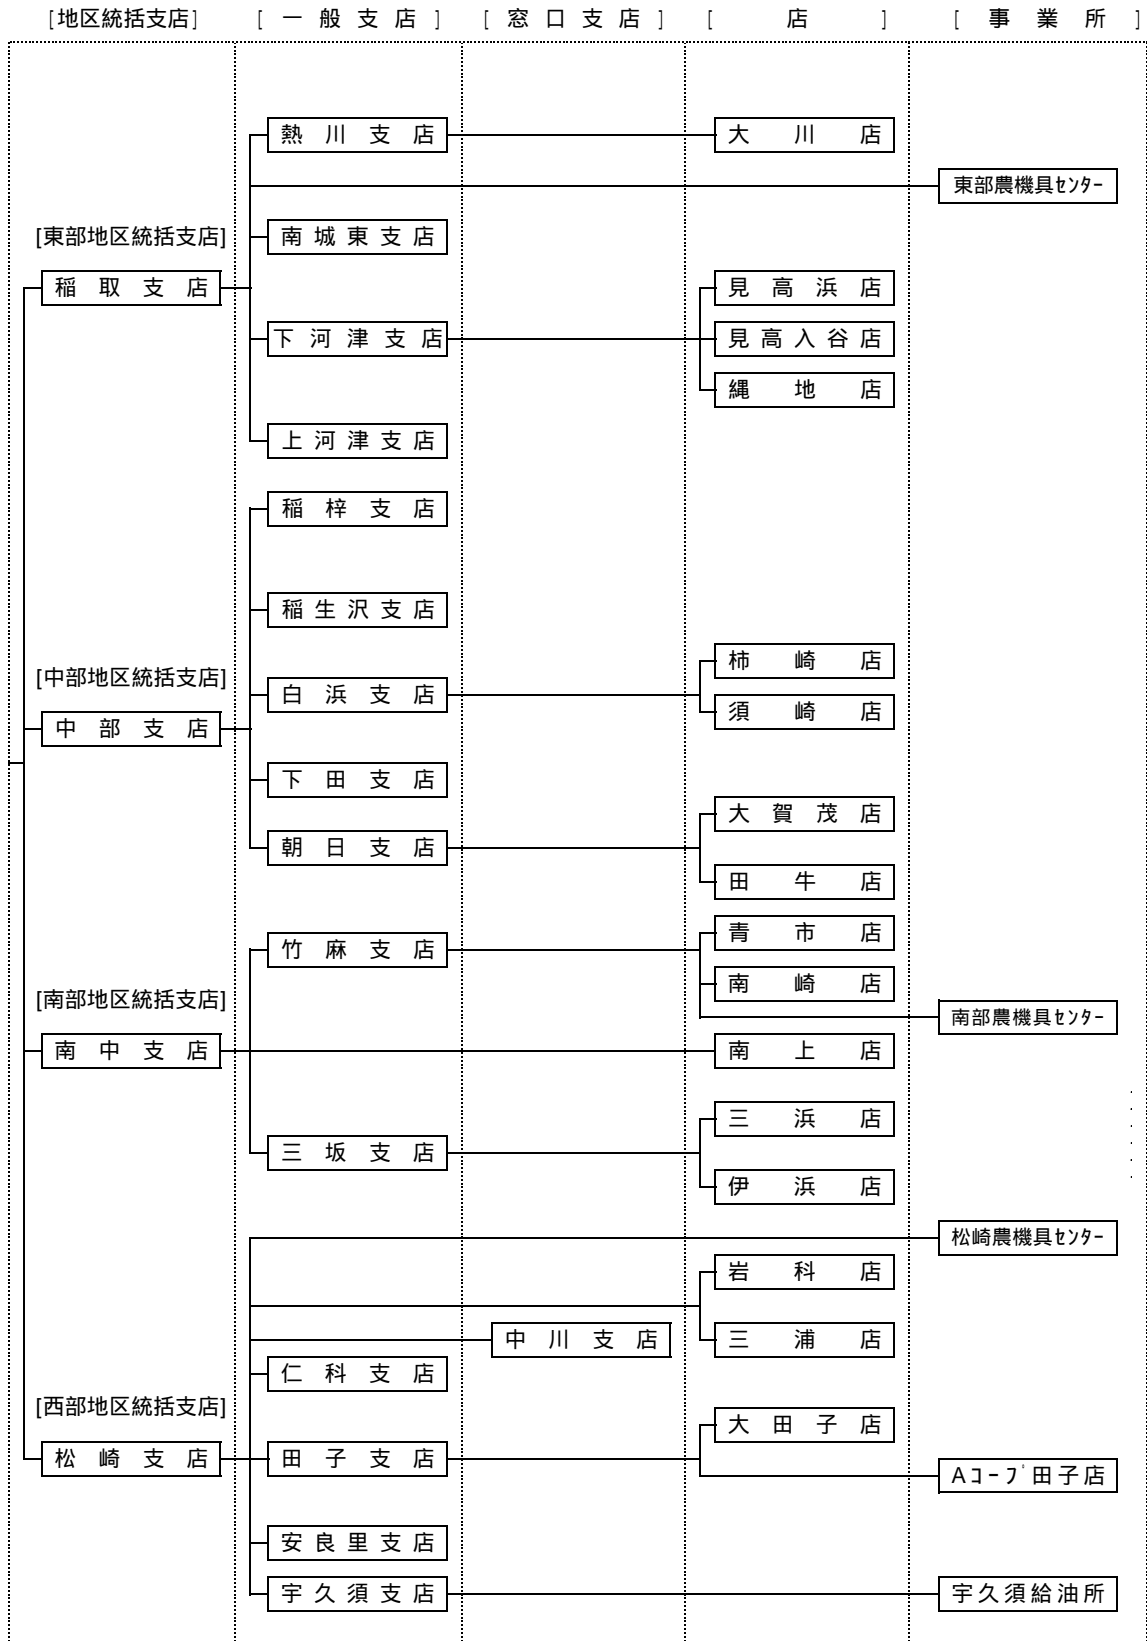 [地区統括支店] [一般支店] [窓口支店] [店] [事業所]
熱川支店 大川店
東部農機具ｾﾝﾀｰ
[東部地区統括支店] 南城東支店
稲取支店 見高浜店
下河津支店 見高入谷店
縄地店
上河津支店
稲梓支店
稲生沢支店
柿崎店
[中部地区統括支店] 白浜支店
須崎店
中部支店
下田支店
大賀茂店
朝日支店
田牛店
青市店
竹麻支店
南崎店
[南部地区統括支店]
南部農機具ｾﾝﾀｰ
南中支店 南上店
三浜店
三坂支店
伊浜店
松崎農機具ｾﾝﾀｰ
岩科店
中川支店 三浦店
仁科支店
[西部地区統括支店]
大田子店
松崎支店 田子支店
Aｺｰﾌﾟ田子店
安良里支店
宇久須支店 宇久須給油所